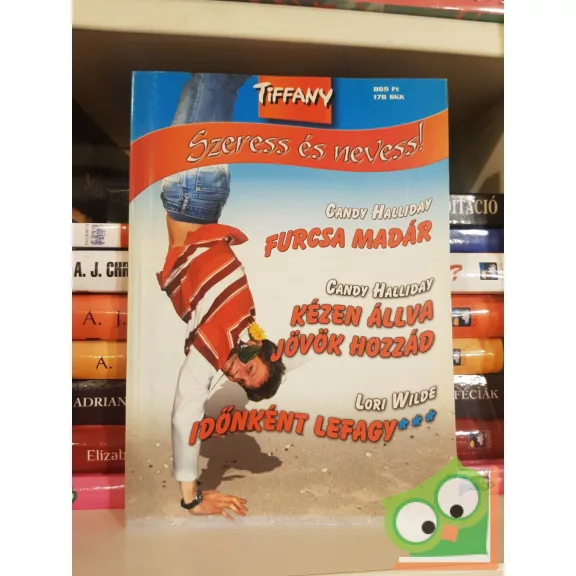 TIFFANY
869 Ft
178 SKK
Szeress és nevess!
CANDY HALLIDAY
FURCSA MADÁR
CANDY HALLIDAY
KÉZEN ÁLLVA
JÖVÖK HOZZÁD
LORI WILDE
IDŐNKÉNT LEFAGY***
A. J. CHR
A. J
A.
ADRIAN
Elizab
DITACIÓ
?
FÉCIÁK